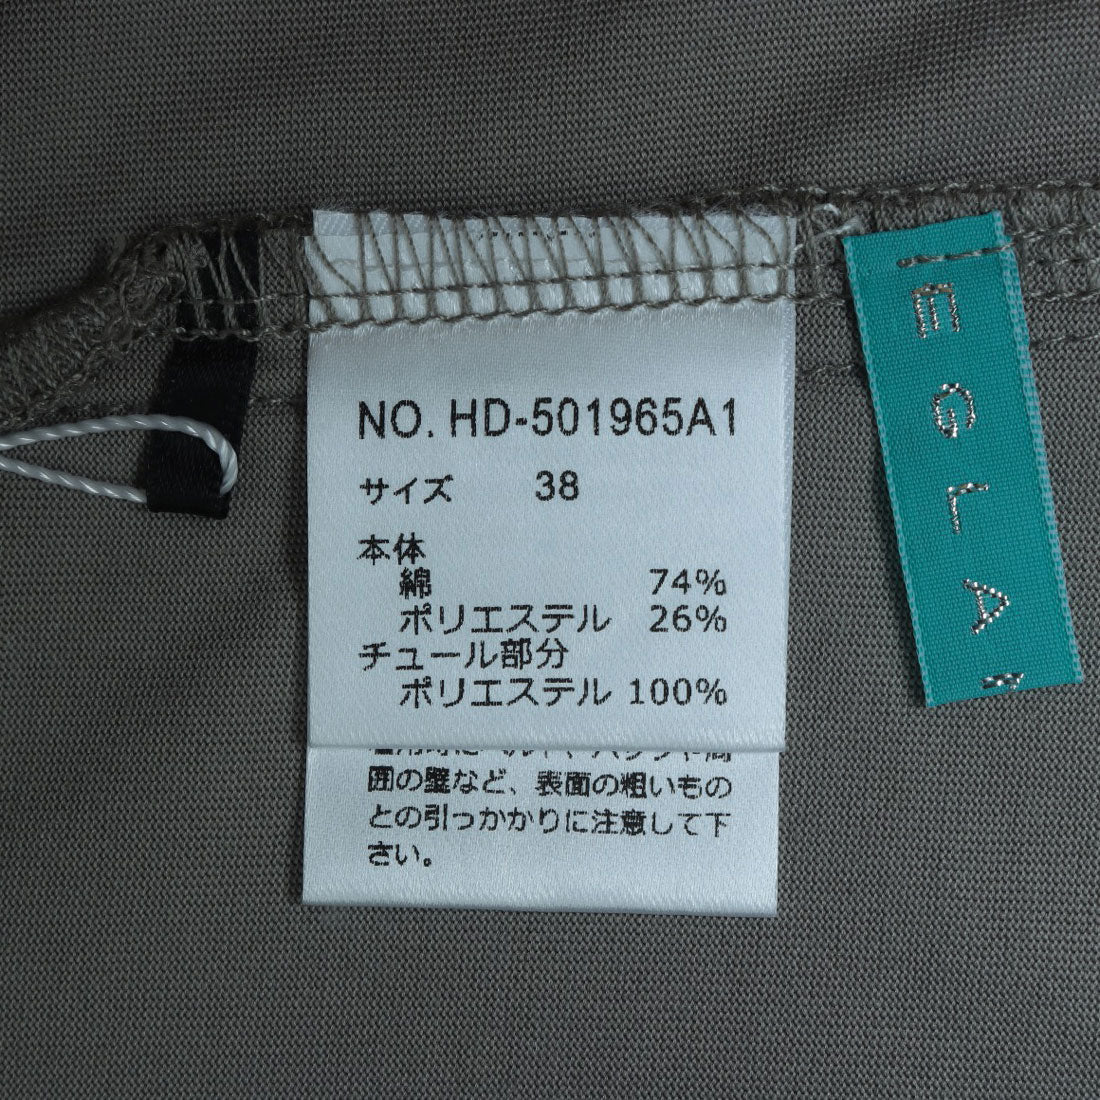 NO. HD-501965A1
サイズ 38
本体
綿 74%
ポリエステル 26%
チュール部分
ポリエステル 100%
囲の壁など、表面の粗いもの
との引っかかりに注意して下
さい。
EGLA